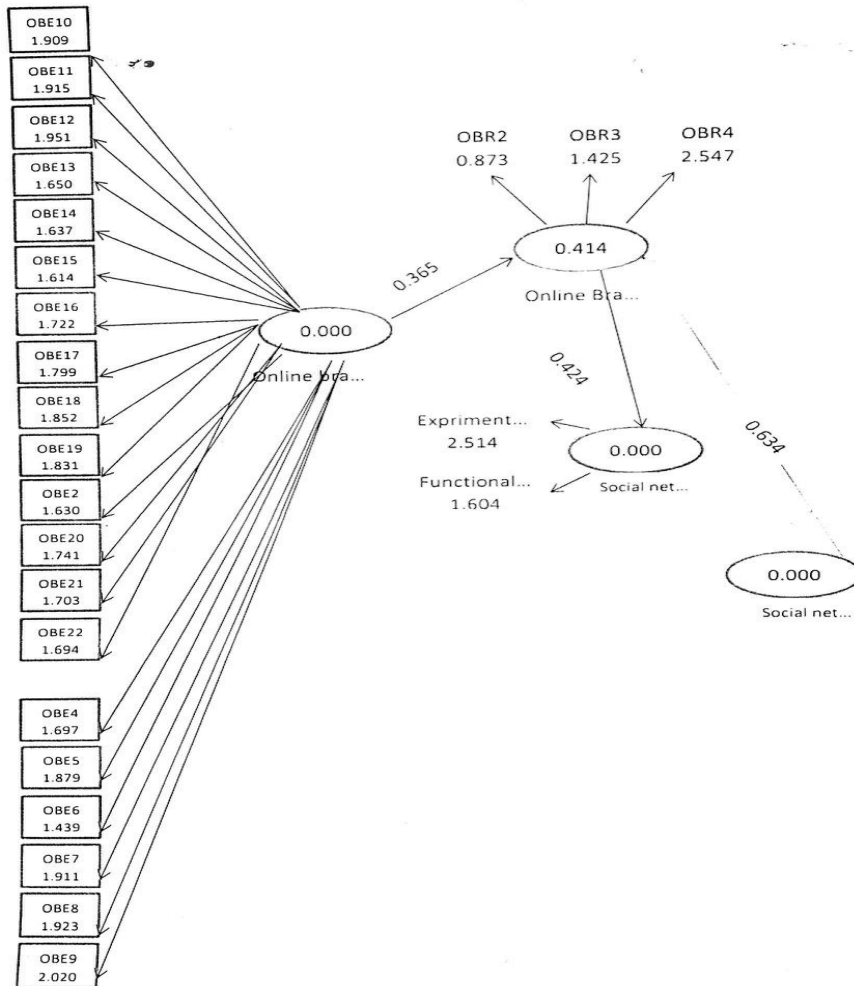 OBE10
1.909
OBE11
1.915
OBE12
1.951
OBE13
1.650
OBE14
1.637
OBE15
1.614
OBE16
1.722
OBE17
1.799
OBE18
1.852
OBE19
1.831
OBE2
1.630
OBE20
1.741
OBE21
1.703
OBE22
1.694
OBE4
1.697
OBE5
1.879
OBE6
1.439
OBE7
1.911
OBE8
1.923
OBE9
2.020
0.000
Online bra...
0.365
OBR2
0.873
OBR3
1.425
OBR4
2.547
0.414
Online Bra...
0.424
Expriment...
2.514
Functional...
1.604
0.000
Social net...
0.634
0.000
Social net...